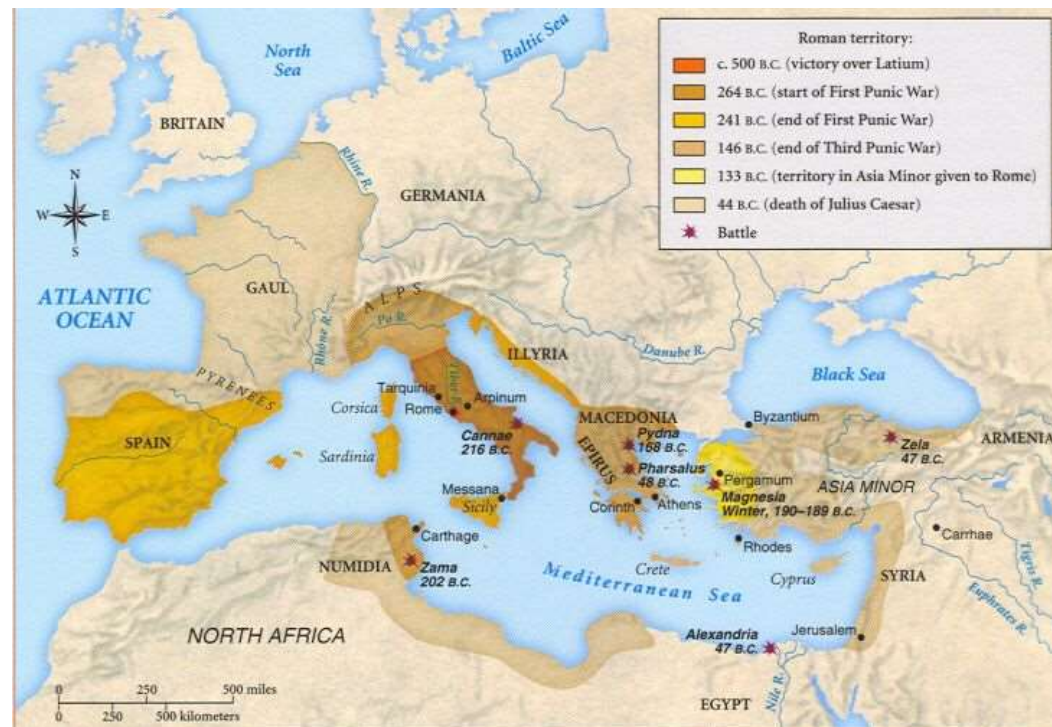 Roman territory:
c. 500 B.C. (victory over Latium)
264 B.C. (start of First Punic War)
241 B.C. (end of First Punic War)
146 B.C. (end of Third Punic War)
133 B.C. (territory in Asia Minor given to Rome)
44 B.C. (death of Julius Caesar)
Battle
North
Sea
Baltic Sea
BRITAIN
Rhine R.
GERMANIA
N
W
E
S
ATLANTIC
OCEAN
GAUL
ALPS
Po R.
Rhône R.
ILLYRIA
Danube R.
Black Sea
PYRENEES
Tarquinia
Tiber R.
Arpinum
Corsica
Rome
MACEDONIA
Byzantium
SPAIN
Cannae
216 B.C.
Pydna
168 B.C.
Zela
47 B.C.
ARMENIA
Sardinia
EPIRUS
Pharsalus
48 B.C.
Pergamum
ASIA MINOR
Messana
Sicily
Corinth
Athens
Magnesia
Winter, 190–189 B.C.
Carthage
Rhodes
Carrhae
NUMIDIA
Zama
202 B.C.
Crete
Cyprus
SYRIA
Tigris R.
Mediterranean Sea
Euphrates R.
NORTH AFRICA
Alexandria
47 B.C.
Jerusalem
0 250 500 miles
0 250 500 kilometers
EGYPT
Nile R.